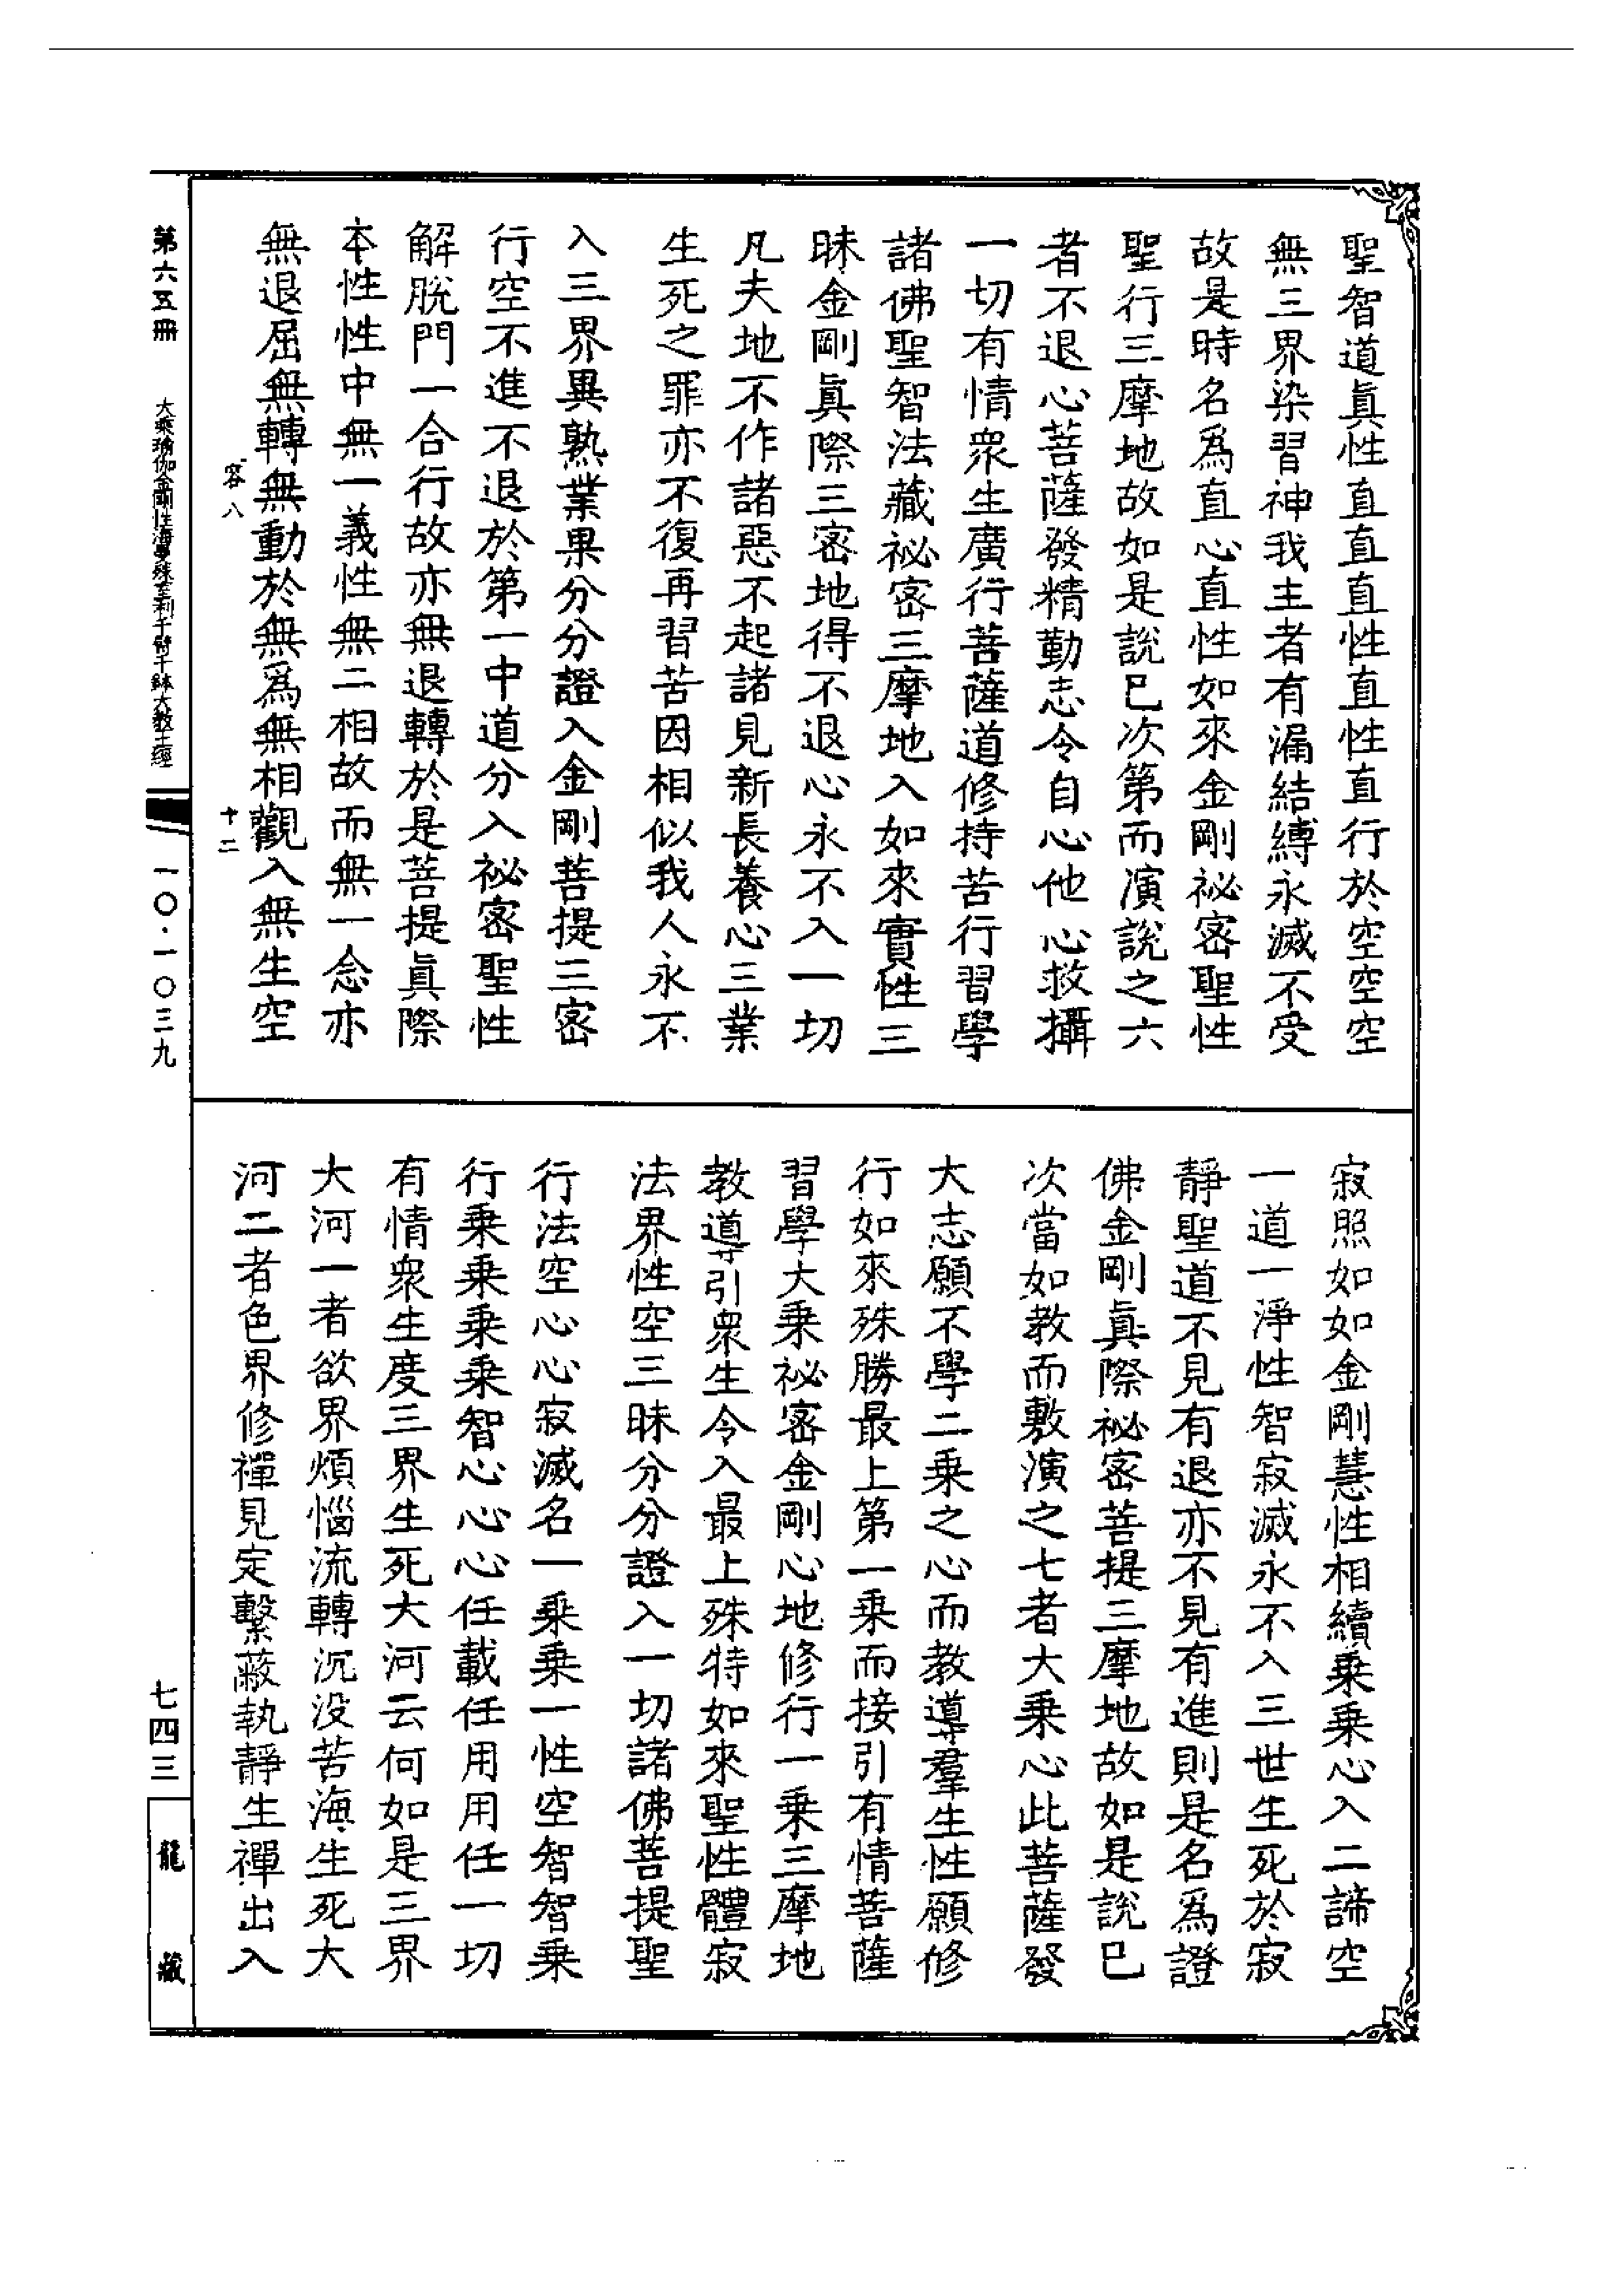 聖智道眞性直直直性直性直行於空空空
無三界染習神我主者有漏結縛永滅不受
故是時名爲直心直性如來金剛祕密聖性
聖行三摩地故如是說已次第而演說之六
者不退心菩薩發精勤志令自心他心救攝
一切有情衆生廣行菩薩道修持苦行習學
諸佛聖智法藏祕密三摩地入如來實性三
昧金剛眞際三密地得不退心永不入一切
凡夫地不作諸惡不起諸見新長養心三業
生死之罪亦不復再習苦因相似我人永不
入三界異熟業果分分證入金剛菩提三密
行空不進不退於第一中道分入祕密聖性
解脫門一合行故亦無退轉於是菩提眞際
本性性中無一義性無二相故而無一念亦
無退屈無轉無動於無爲無相觀入無生空
寂照如如金剛慧性相續乗乗心入二諦空
一道一淨性智寂滅永不入三世生死於寂
靜聖道不見有退亦不見有進則是名爲證
佛金剛眞際祕密菩提三摩地故如是說已
次當如教而敷演之七者大乗心此菩薩發
大志願不學二乗之心而教導羣生性願修
行如來殊勝最上第一乗而接引有情菩薩
習學大乗祕密金剛心地修行一乗三摩地
教導引衆生令入最上殊特如來聖性體寂
法界性空三昧分分證入一切諸佛菩提聖
行法空心心寂滅名一乗乗一性空智智乗
行乗乗乗乗智心心心任載任用用任一切
有情衆生度三界生死大河云何如是三界
大河一者欲界煩惱流轉沉没苦海生死大
河二者色界修禪見定繫蔽執靜生禪出入
容八
十二
第六五冊
大乘瑜伽金剛性海曼殊室利千臂千鉢大教王經
一〇·一〇三九
七四三
龍藏